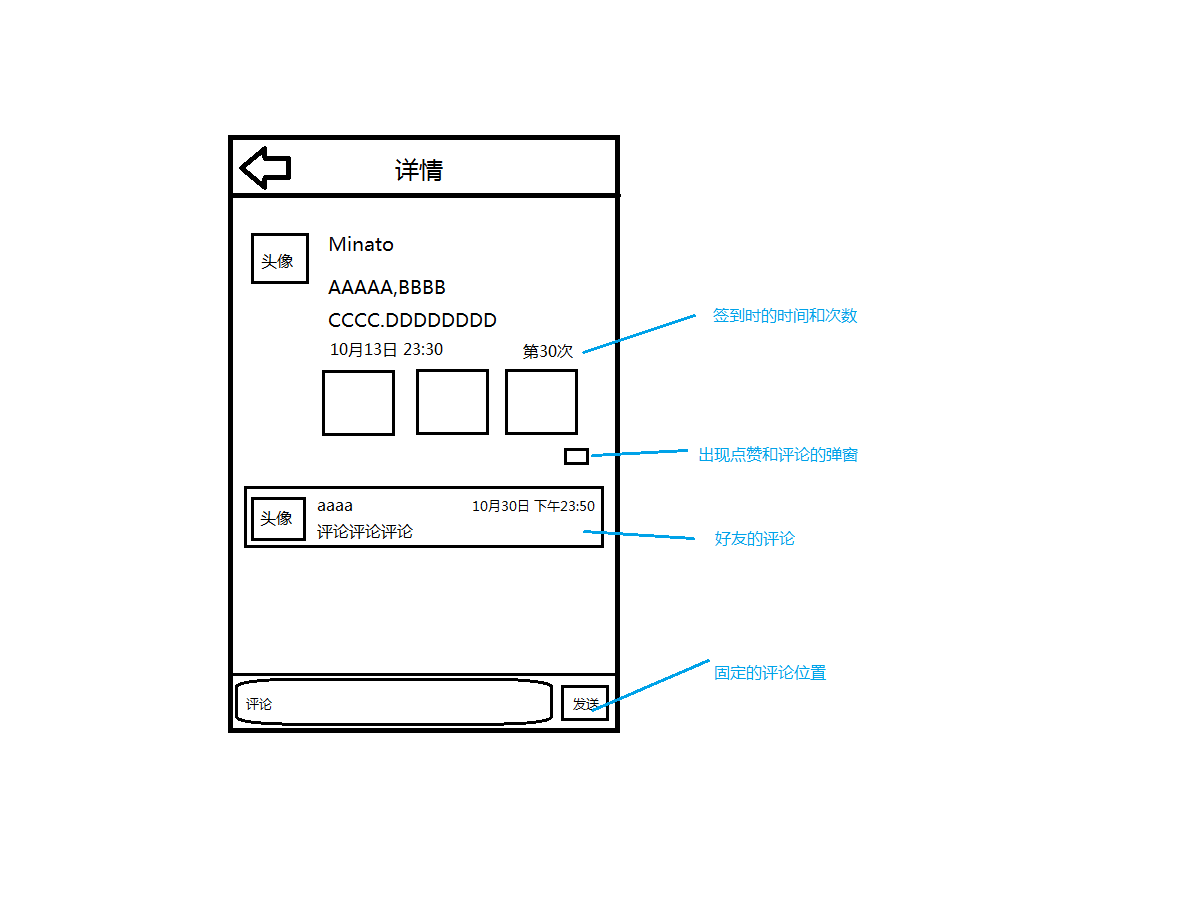 详情
头像
Minato
AAAAA,BBBB
CCCC.DDDDDDDD
10月13日 23:30
第30次
签到时的时间和次数
出现点赞和评论的弹窗
头像
aaaa
10月30日 下午23:50
评论评论评论
好友的评论
固定的评论位置
评论
发送